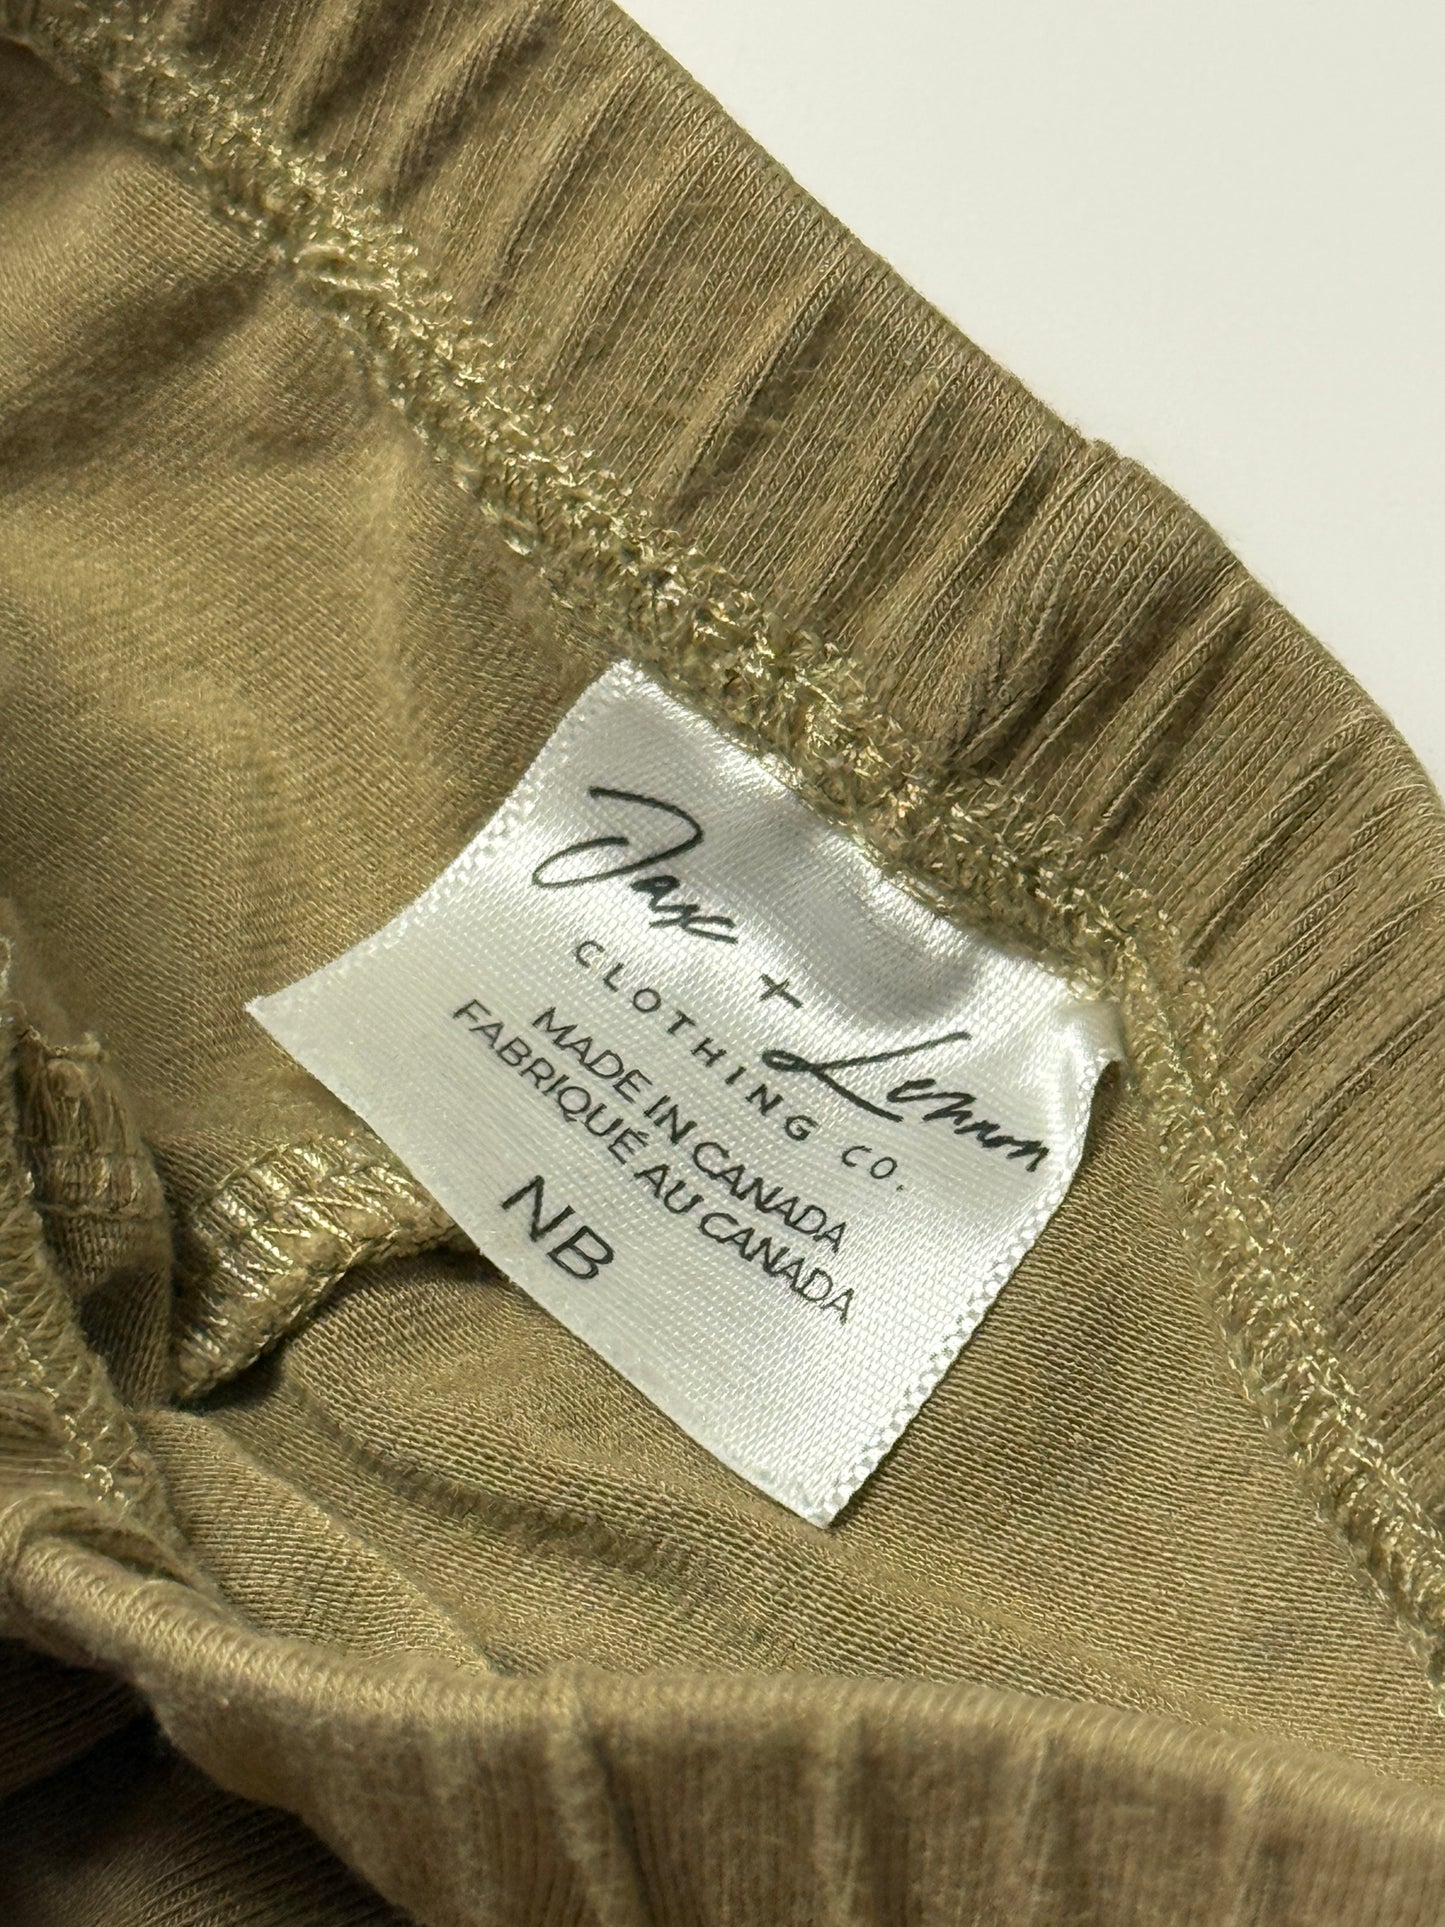 Jax + Lennon
CLOTHING CO.
MADE IN CANADA
FABRIQUÉ AU CANADA
NB